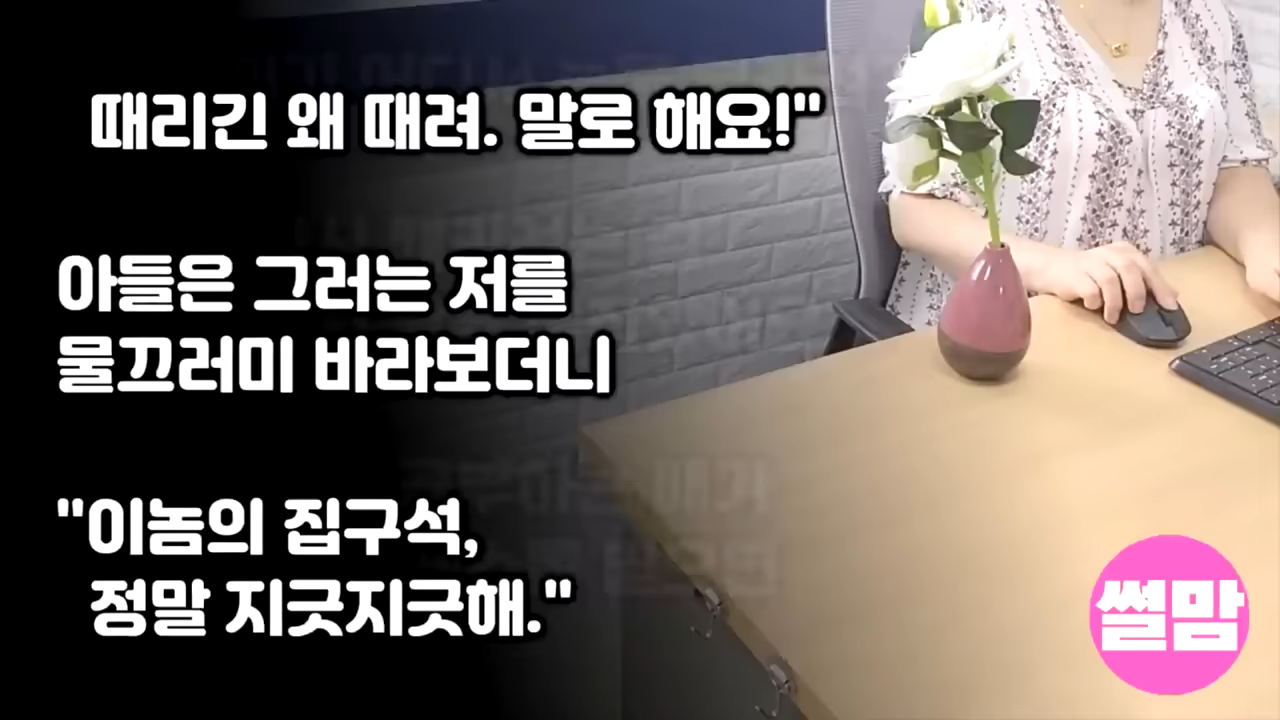 때리긴 왜 때려. 말로 해요!"
아들은 그러는 저를
물끄러미 바라보더니
"이놈의 집구석,
정말 지긋지긋해."
썰맘